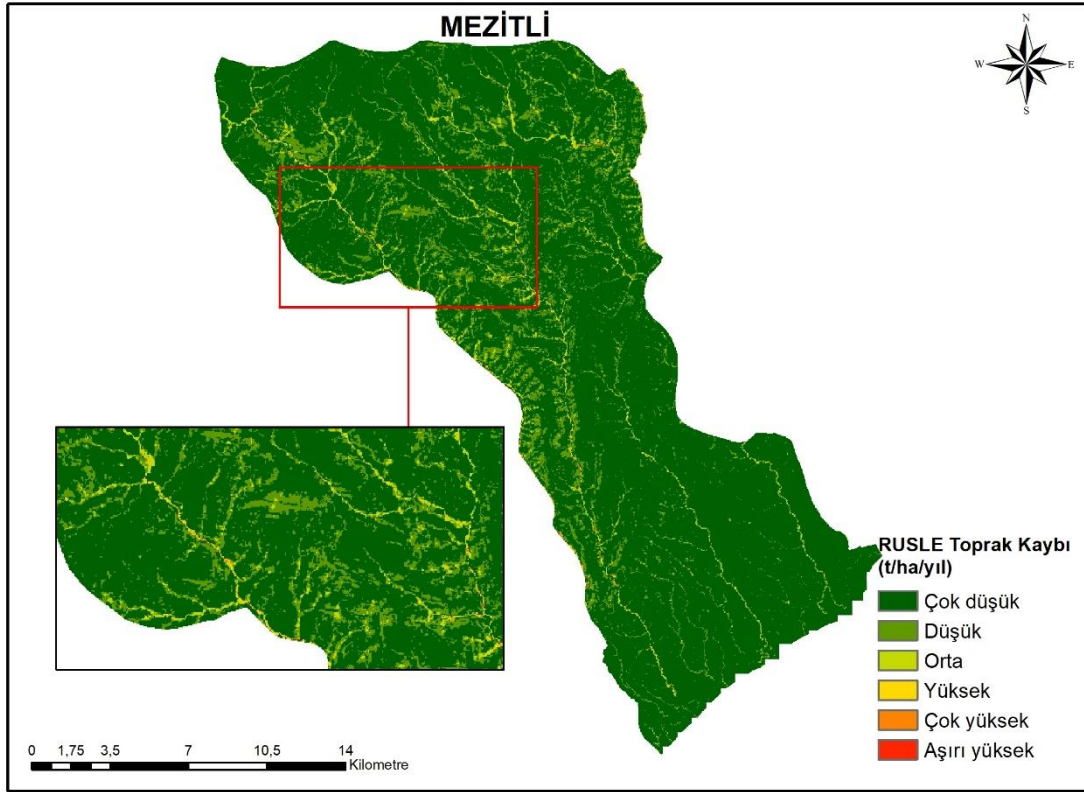 MEZİTLİ
N
W
E
S
RUSLE Toprak Kaybı
(t/ha/yıl)
Çok düşük
Düşük
Orta
Yüksek
Çok yüksek
Aşırı yüksek
0 1,75 3,5 7 10,5 14
Kilometre